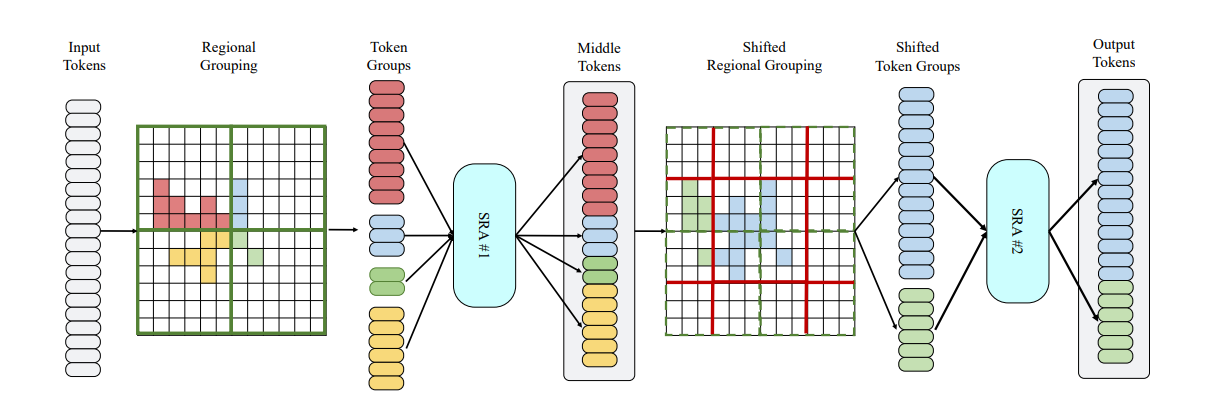 Input
Tokens
Regional
Grouping
Token
Groups
SRA #1
Middle
Tokens
Shifted
Regional Grouping
Shifted
Token Groups
SRA #2
Output
Tokens